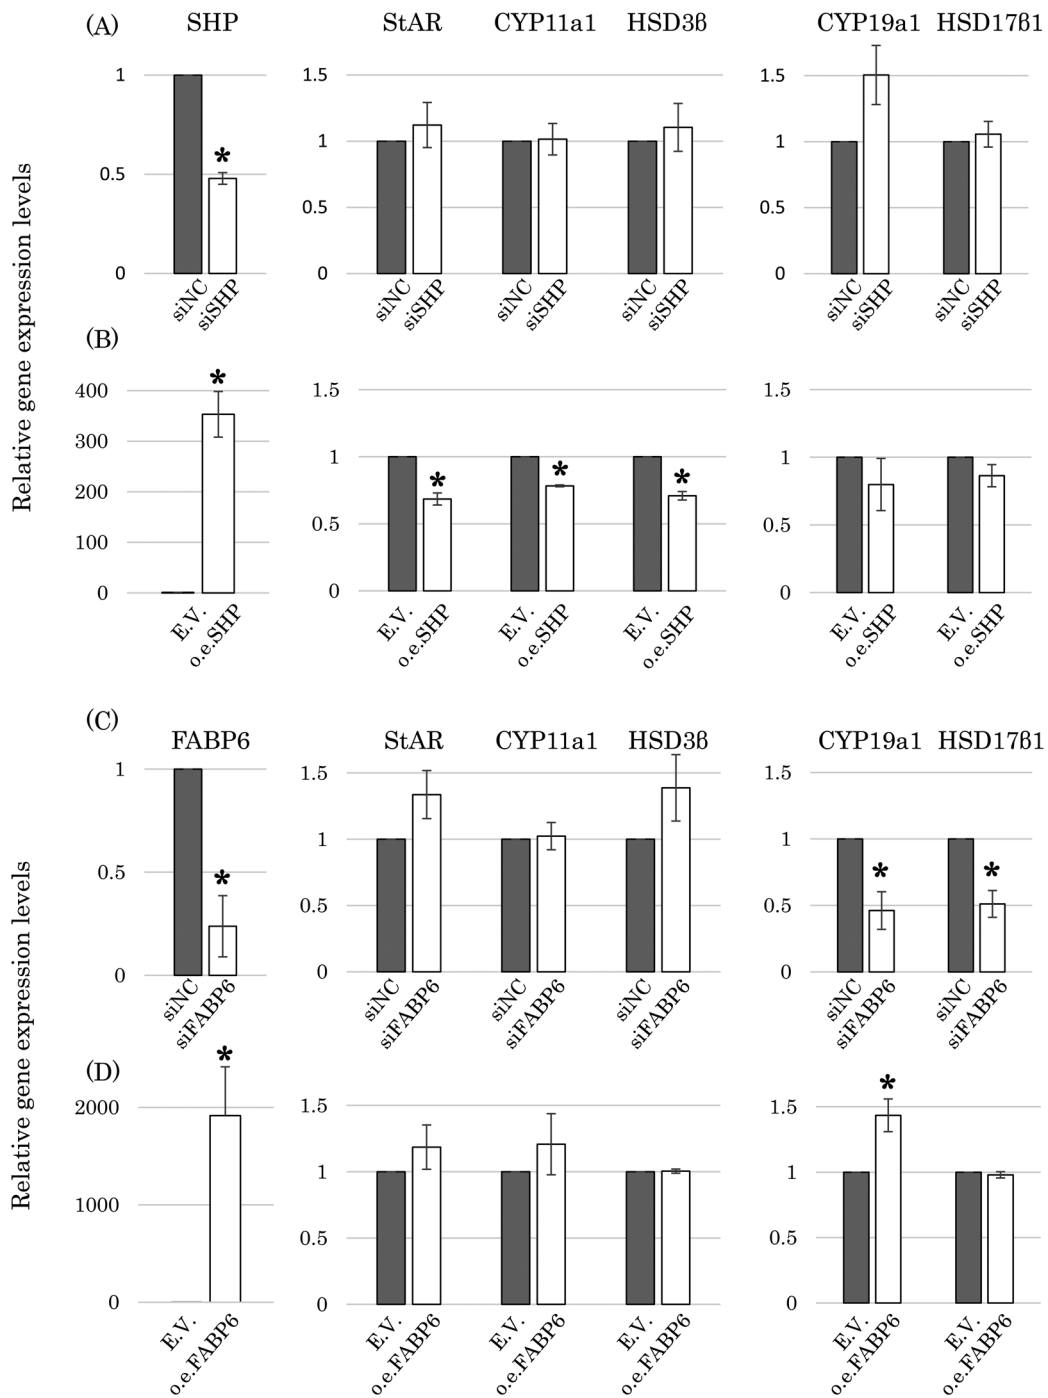 (A) SHP StAR CYP11a1 HSD3ß CYP19a1 HSD17ß1
Relative gene expression levels
1 0.5 0
siNC siSHP
*
1.5 1 0.5 0
siNC siSHP siNC siSHP siNC siSHP
1.5 1 0.5 0
siNC siSHP siNC siSHP
(B)
400 300 200 100 0
*
E.V. o.e.SHP
1.5 1 0.5 0
* * *
E.V. o.e.SHP E.V. o.e.SHP E.V. o.e.SHP
1.5 1 0.5 0
E.V. o.e.SHP E.V. o.e.SHP
(C)
FABP6 StAR CYP11a1 HSD3ß CYP19a1 HSD17ß1
Relative gene expression levels
1 0.5 0
*
siNC siFABP6
1.5 1 0.5 0
siNC siFABP6 siNC siFABP6 siNC siFABP6
1.5 1 0.5 0
* *
siNC siFABP6 siNC siFABP6
(D)
2000 1000 0
*
E.V. o.e.FABP6
1.5 1 0.5 0
E.V. o.e.FABP6 E.V. o.e.FABP6 E.V. o.e.FABP6
1.5 1 0.5 0
*
E.V. o.e.FABP6 E.V. o.e.FABP6